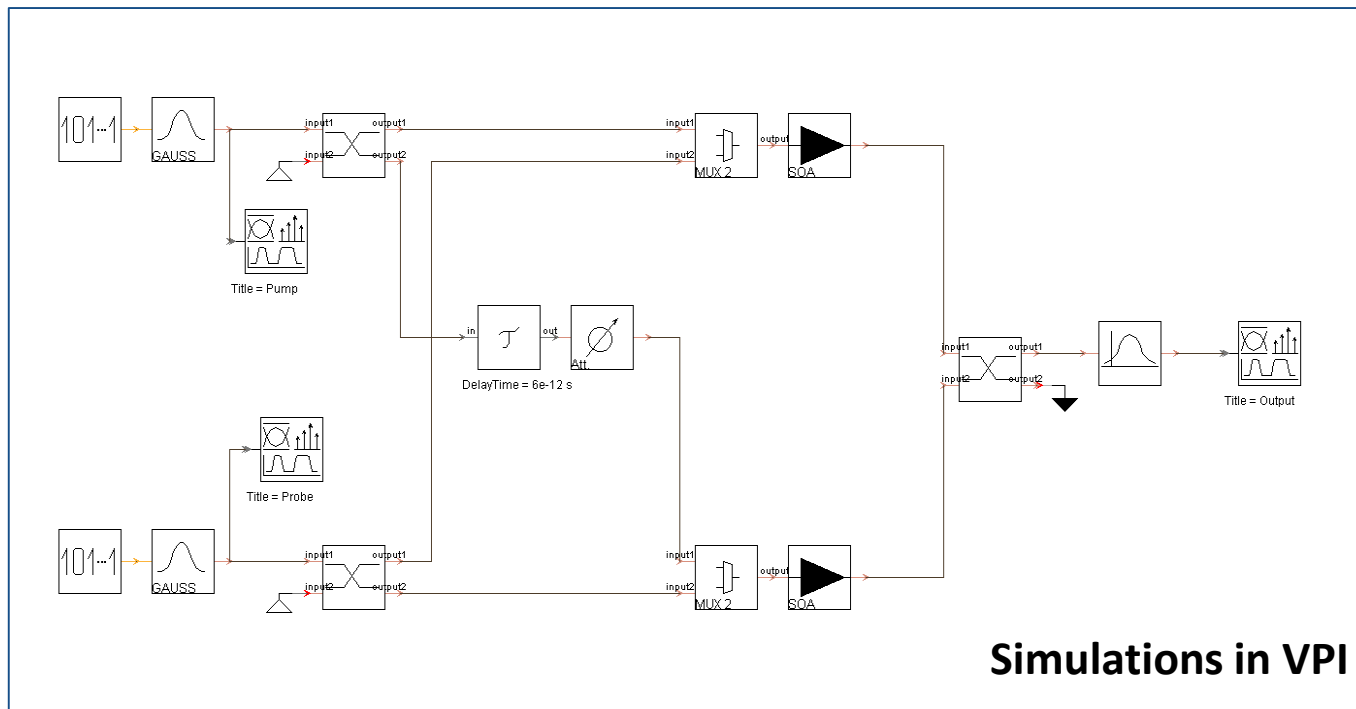 101...1
GAUSS
input1
input2
output1
output2
Title = Pump
input1
input2
MUX 2
output
SOA
in
τ
out
Att.
DelayTime = 6e-12 s
input1
input2
output1
output2
Title = Output
Title = Probe
101...1
GAUSS
input1
input2
output1
output2
input1
input2
MUX 2
output
SOA
Simulations in VPI